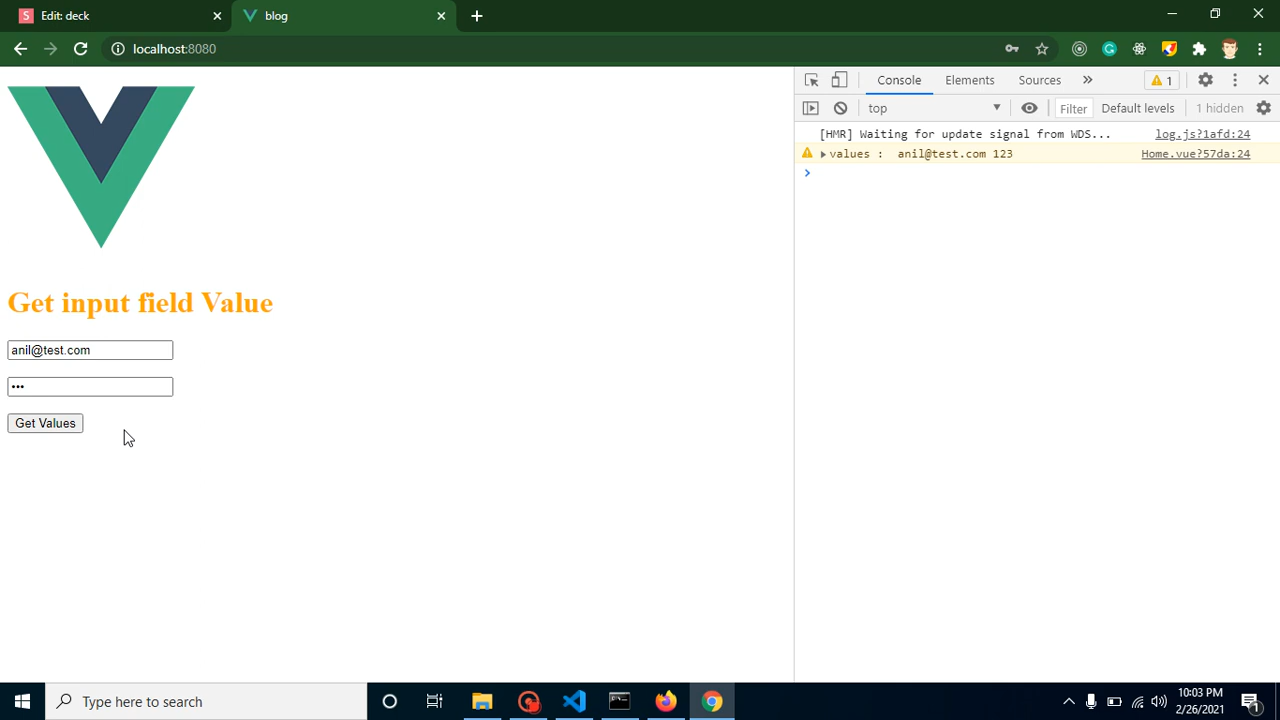 S Edit: deck
blog
localhost:8080
Console
Elements
Sources
1
top
Filter
Default levels
1 hidden
[HMR] Waiting for update signal from WDS...
log.js?1afd:24
values : anil@test.com 123
Home.vue?57da:24
Get input field Value
anil@test.com
•••
Get Values
Type here to search
10:03 PM
2/26/2021
1